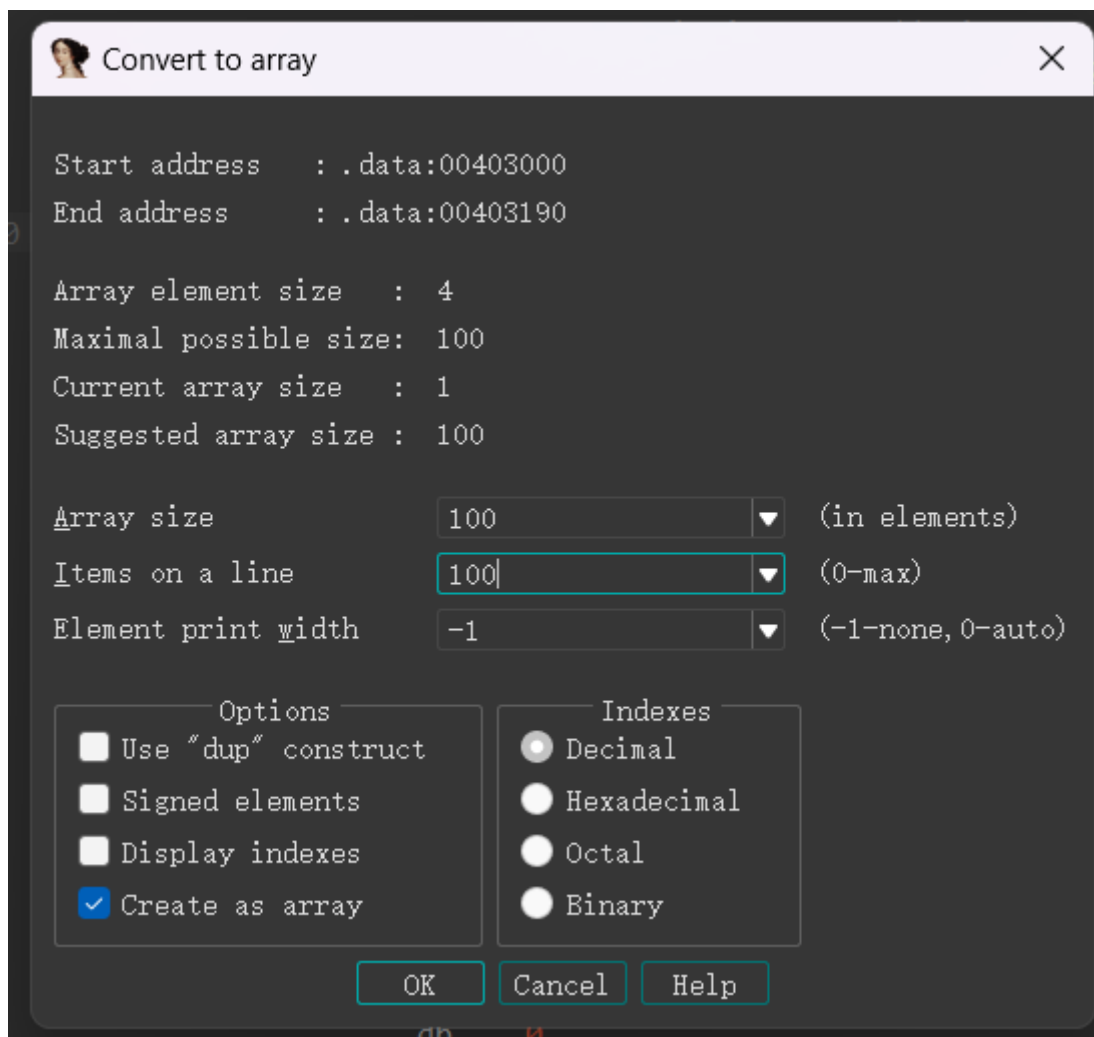 Convert to array
Start address : .data:00403000
End address : .data:00403190
0
Array element size : 4
Maximal possible size: 100
Current array size : 1
Suggested array size : 100
Array size 100 (in elements)
Items on a line 100 (0-max)
Element print width -1 (-1-none,0-auto)
Options
Use "dup" construct
Signed elements
Display indexes
Create as array
Indexes
Decimal
Hexadecimal
Octal
Binary
OK Cancel Help